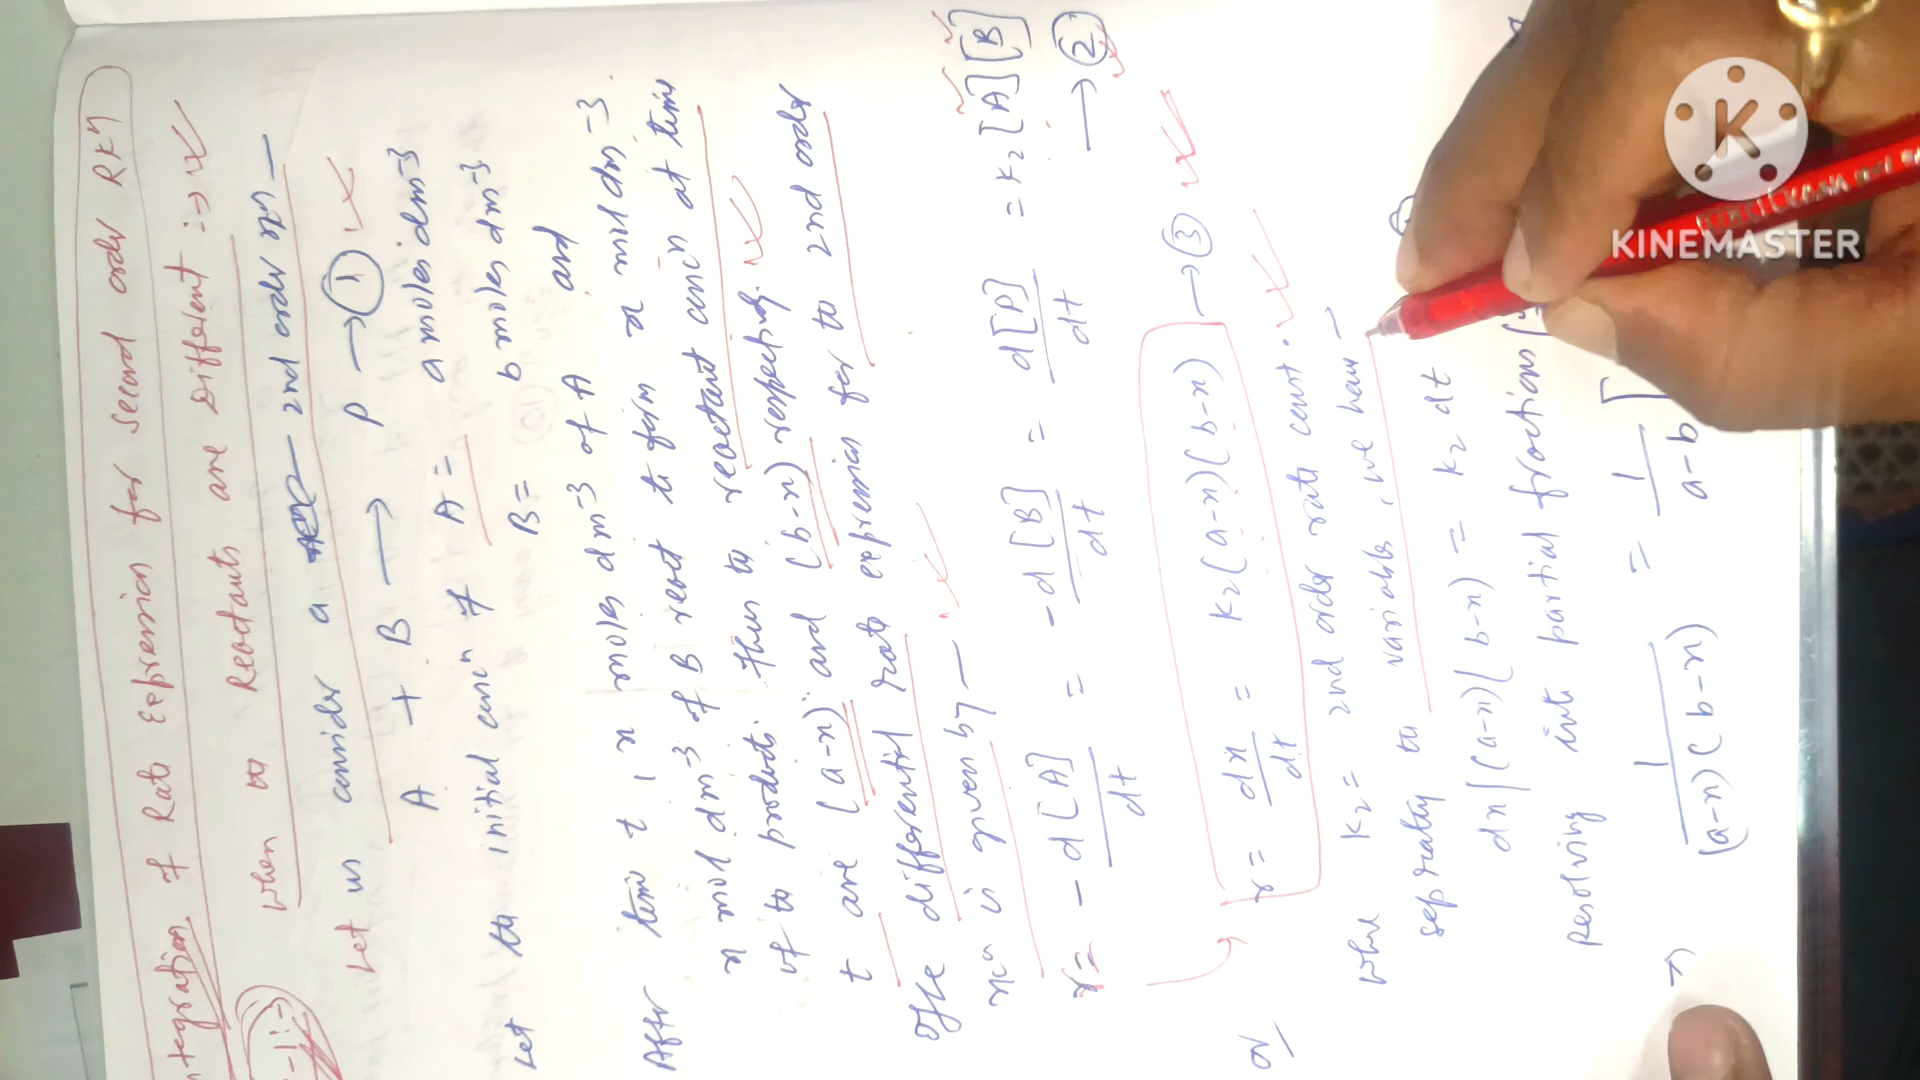 Integration of Rate Expression for second order RXN
When the Reactants are Different :→
Let us consider a 2nd order rxn —
A + B → P → ①
Let the initial concn of A = a moles dm-3
B = b moles dm-3
After time t, x moles dm-3 of A and
x mol dm-3 of B react to form x mol dm-3
of the product. Thus the reactant concn at time
t are (a-x) and (b-x) respectively.
The differential rate expression for the 2nd order
rxn is given by —
r = - d[A]/dt = - d[B]/dt = d[P]/dt = k2 [A] [B] → ②
or r = dx/dt = k2 (a-x) (b-x) → ③
where k2 = 2nd order rate const.
seprating the variables, we have —
dx/(a-x)(b-x) = k2 dt
Resolving into partial fractions
⇒ 1/(a-x)(b-x) = 1/a-b [
K
KINEMASTER